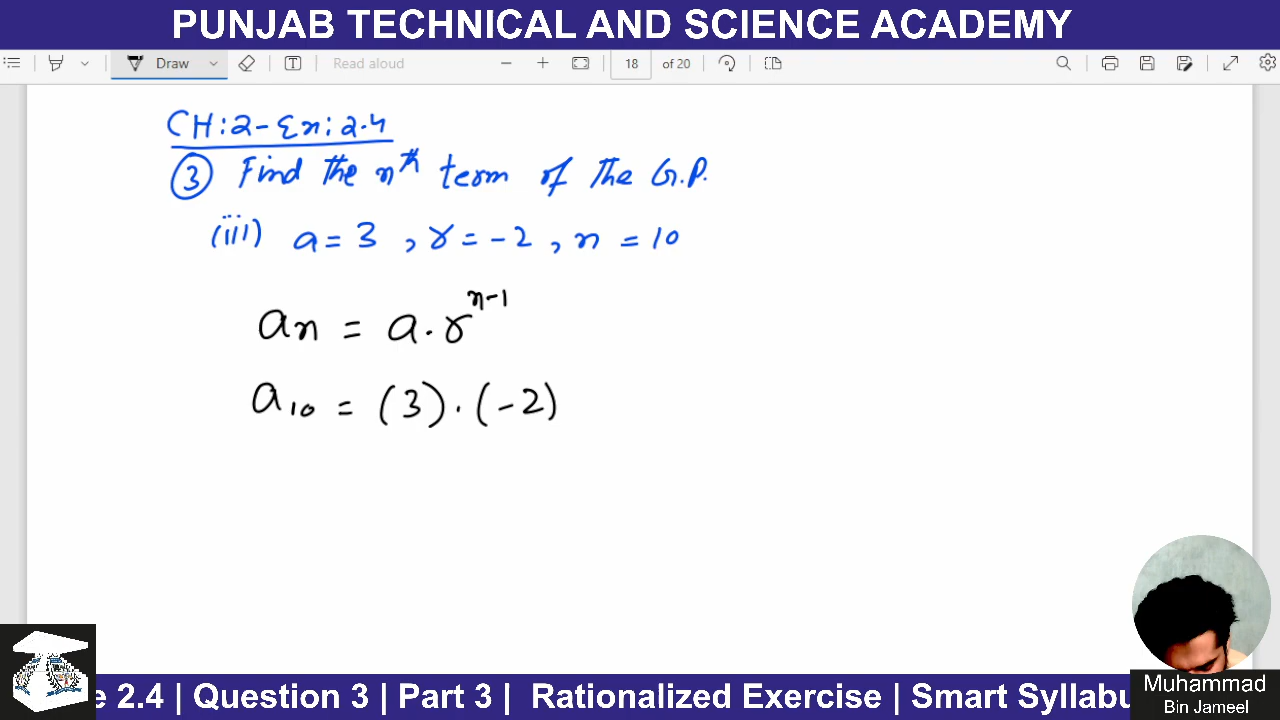 PUNJAB TECHNICAL AND SCIENCE ACADEMY
Draw Read aloud 18 of 20
CH:2-Ex:2.4
③ Find the nth term of the G.P.
(iii) a = 3 , r = -2 , n = 10
an = a . r^n-1
a10 = (3) . (-2)
Muhammad
Bin Jameel
e 2.4 | Question 3 | Part 3 | Rationalized Exercise | Smart Syllabu